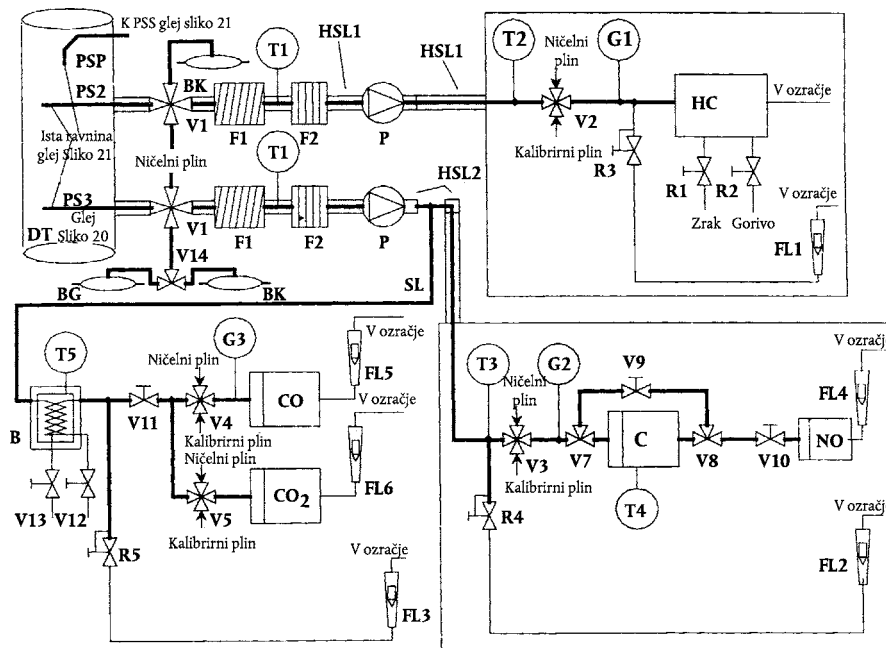 K PSS glej sliko 21
PSP
PS2
BK
V1
F1
T1
F2
HSL1
P
HSL1
Ista ravnina
glej Sliko 21
Ničelni plin
PS3
Glej
Sliko 20
DT
V1
F1
T1
F2
P
HSL2
V14
BG
BK
SL
T2
Ničelni
plin
G1
V2
Kalibrirni plin
HC
V ozračje
R3
R1
R2
Zrak
Gorivo
V ozračje
FL1
T5
B
V13
V12
V11
Ničelni plin
G3
V4
Kalibrirni plin
CO
V ozračje
FL5
Ničelni plin
V5
Kalibrirni plin
CO2
V ozračje
FL6
R5
V ozračje
FL3
T3
Ničelni
plin
G2
V3
Kalibrirni plin
V9
V7
C
V8
T4
V10
NO
V ozračje
FL4
R4
V ozračje
FL2